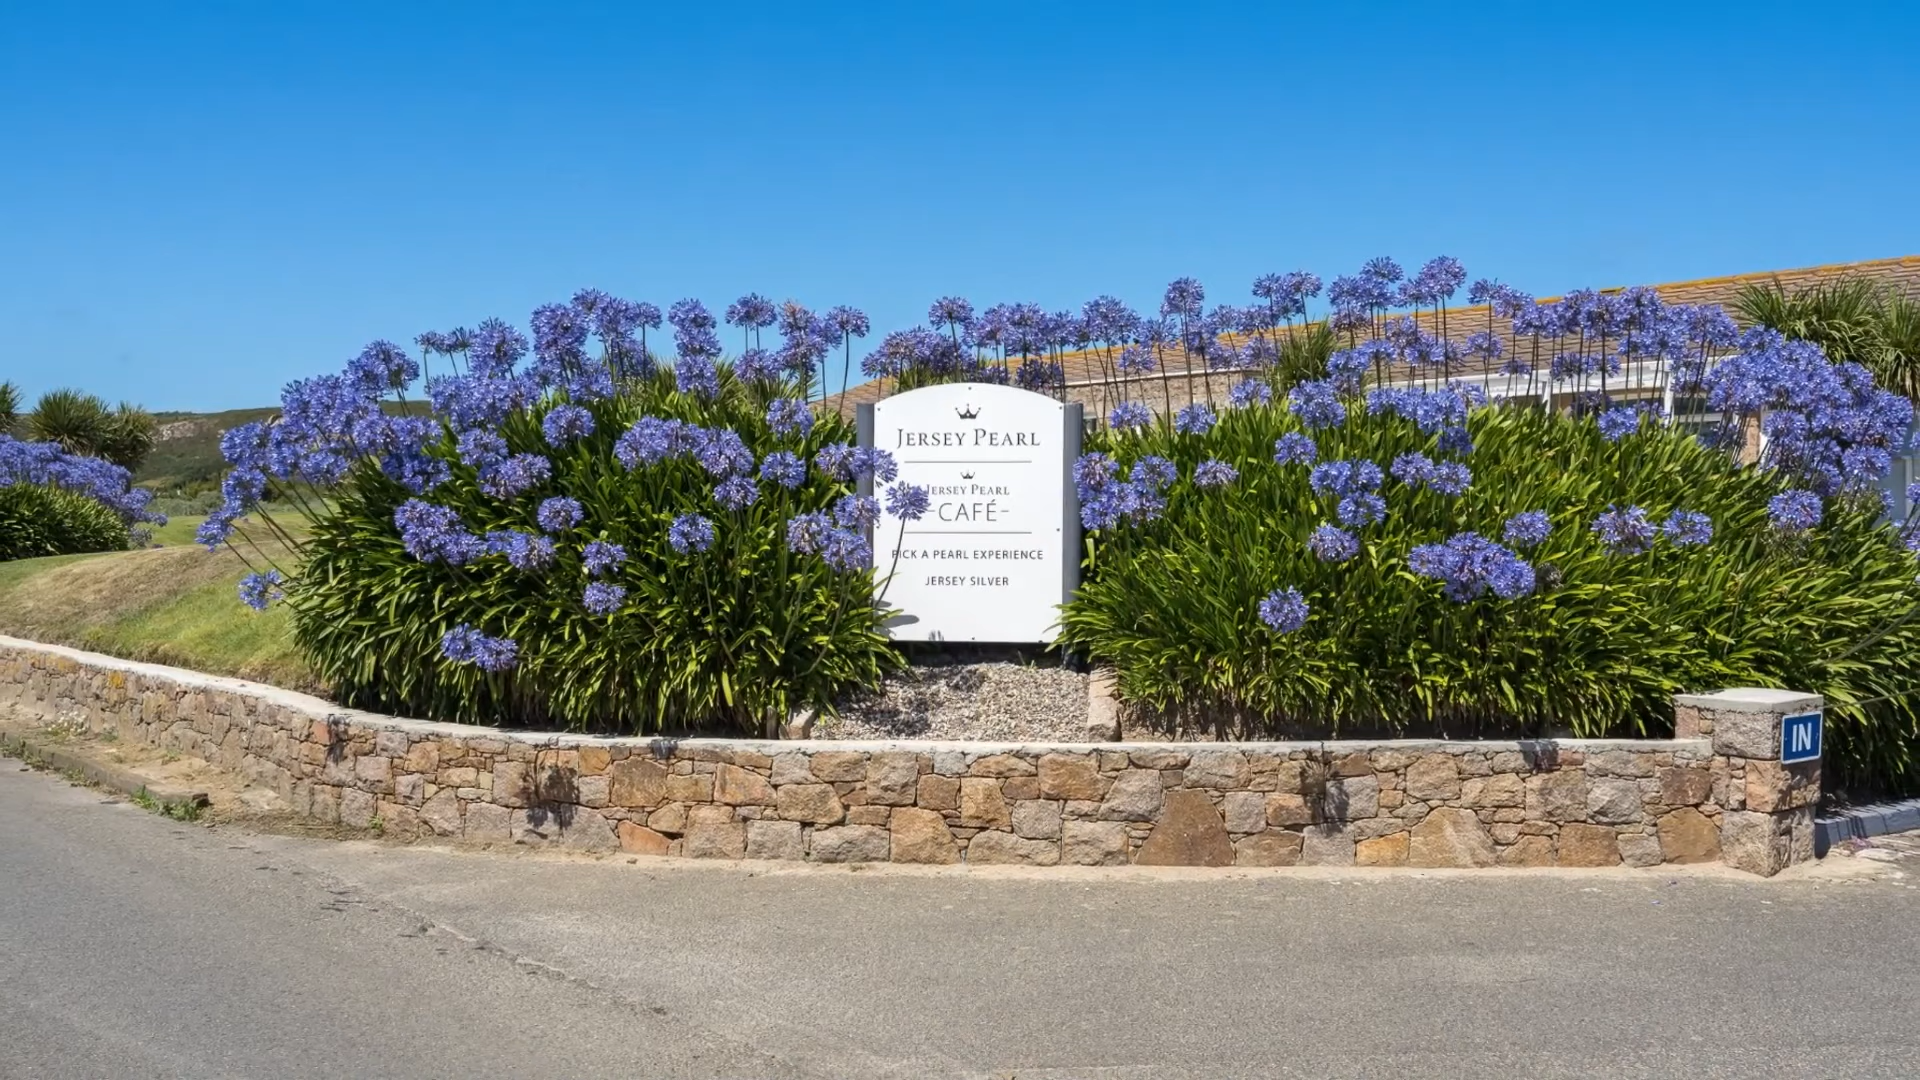 JERSEY PEARL
JERSEY PEARL
-CAFÉ-
PICK A PEARL EXPERIENCE
JERSEY SILVER
IN